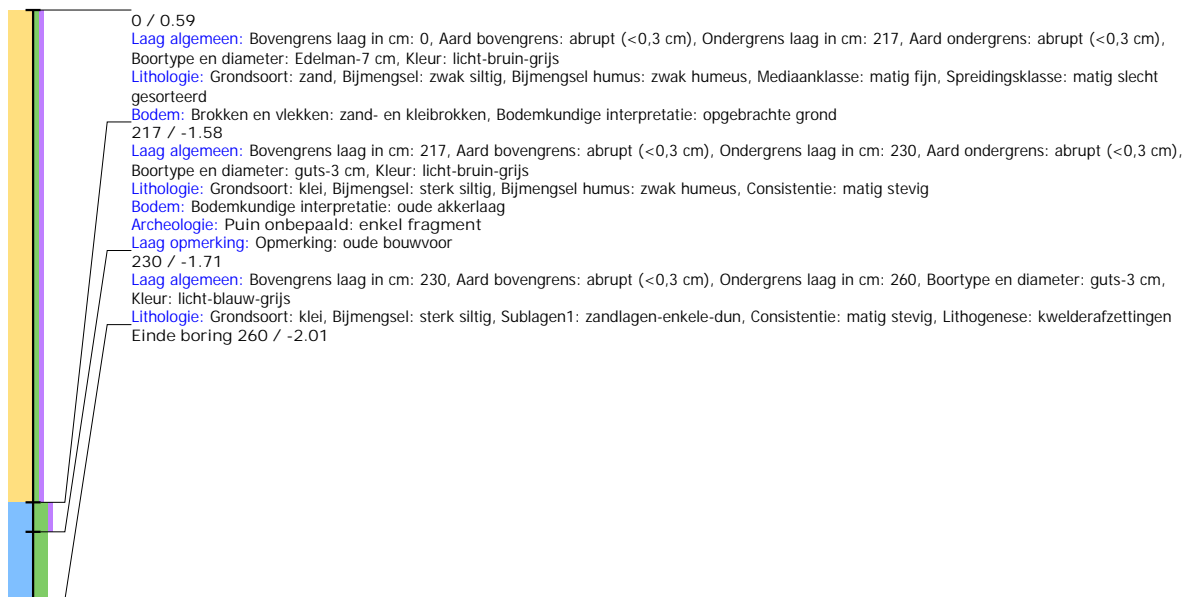 0 / 0.59
Laag algemeen: Bovengrens laag in cm: 0, Aard bovengrens: abrupt (<0,3 cm), Ondergrens laag in cm: 217, Aard ondergrens: abrupt (<0,3 cm),
Boortype en diameter: Edelman-7 cm, Kleur: licht-bruin-grijs
Lithologie: Grondsoort: zand, Bijmengsel: zwak siltig, Bijmengsel humus: zwak humeus, Mediaanklasse: matig fijn, Spreidingsklasse: matig slecht
gesorteerd
Bodem: Brokken en vlekken: zand- en kleibrokken, Bodemkundige interpretatie: opgebrachte grond
217 / -1.58
Laag algemeen: Bovengrens laag in cm: 217, Aard bovengrens: abrupt (<0,3 cm), Ondergrens laag in cm: 230, Aard ondergrens: abrupt (<0,3 cm),
Boortype en diameter: guts-3 cm, Kleur: licht-bruin-grijs
Lithologie: Grondsoort: klei, Bijmengsel: sterk siltig, Bijmengsel humus: zwak humeus, Consistentie: matig stevig
Bodem: Bodemkundige interpretatie: oude akkerlaag
Archeologie: Puin onbepaald: enkel fragment
Laag opmerking: Opmerking: oude bouwvoor
230 / -1.71
Laag algemeen: Bovengrens laag in cm: 230, Aard bovengrens: abrupt (<0,3 cm), Ondergrens laag in cm: 260, Boortype en diameter: guts-3 cm,
Kleur: licht-blauw-grijs
Lithologie: Grondsoort: klei, Bijmengsel: sterk siltig, Sublagen1: zandlagen-enkele-dun, Consistentie: matig stevig, Lithogenese: kwelderafzettingen
Einde boring 260 / -2.01